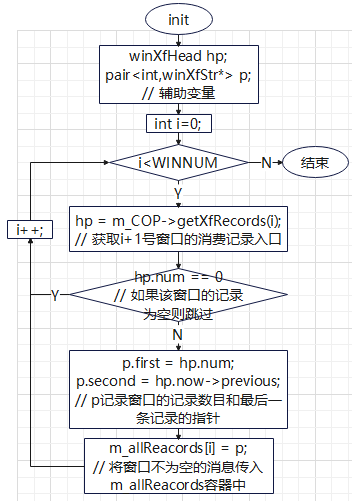 init
winXfHead hp;
pair<int,winXfStr*> p;
// 辅助变量
int i=0;
i<WINNUM
N
结束
Y
i++;
hp = m_COP->getXfRecords(i);
// 获取i+1号窗口的消费记录入口
hp.num == 0
// 如果该窗口的记录
为空则跳过
Y
N
p.first = hp.num;
p.second = hp.now->previous;
// p记录窗口的记录数目和最后一
条记录的指针
m_allReacords[i] = p;
// 将窗口不为空的消息传入
m_allRecords容器中